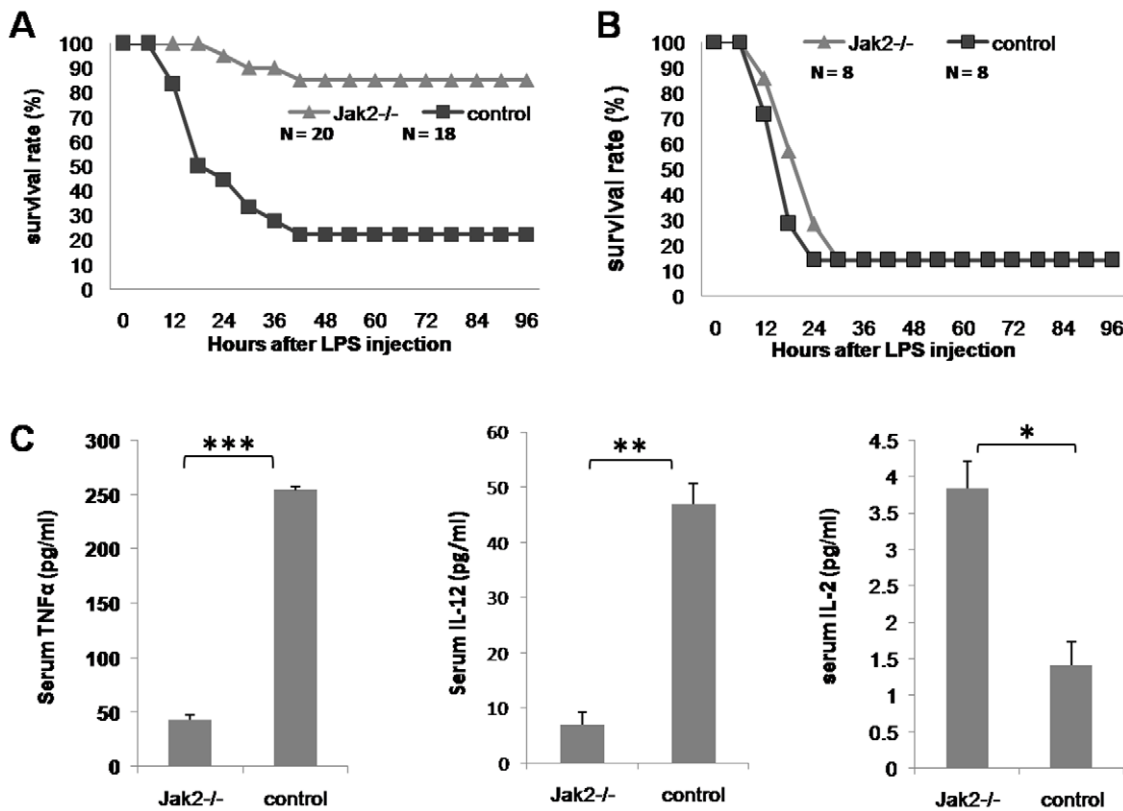 A
survival rate (%)
100
90
80
70
60
50
40
30
20
10
0
Jak2-/- control
N = 20 N = 18
0 12 24 36 48 60 72 84 96
Hours after LPS injection
B
survival rate (%)
100
90
80
70
60
50
40
30
20
10
0
Jak2-/- control
N = 8 N = 8
0 12 24 36 48 60 72 84 96
Hours after LPS injection
C
Serum TNFα (pg/ml)
300
250
200
150
100
50
0
***
Jak2-/- control
Serum IL-12 (pg/ml)
60
50
40
30
20
10
0
**
Jak2-/- control
serum IL-2 (pg/ml)
4.5
4
3.5
3
2.5
2
1.5
1
0.5
0
*
Jak2-/- control